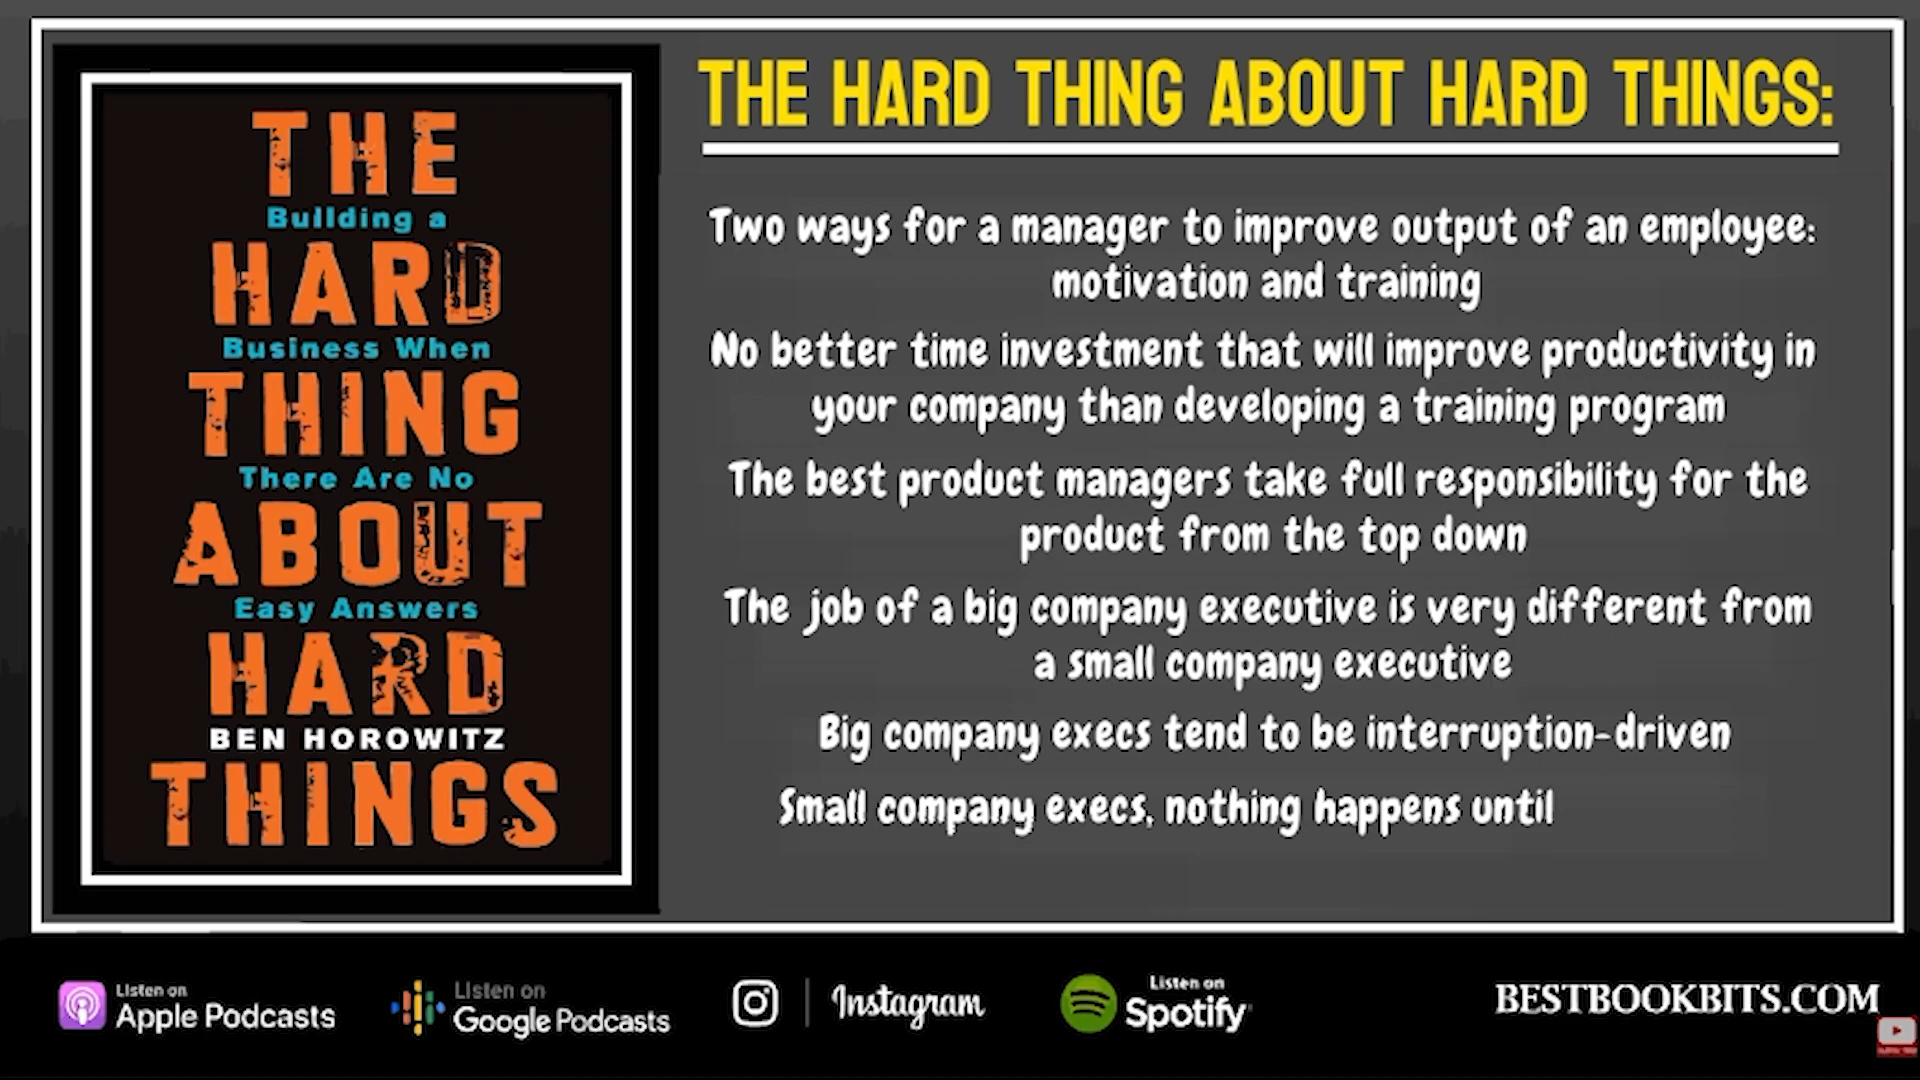 THE
Building a
HARD
Business When
THING
There Are No
ABOUT
Easy Answers
HARD
BEN HOROWITZ
THINGS
THE HARD THING ABOUT HARD THINGS:
Two ways for a manager to improve output of an employee:
motivation and training
No better time investment that will improve productivity in
your company than developing a training program
The best product managers take full responsibility for the
product from the top down
The job of a big company executive is very different from
a small company executive
Big company execs tend to be interruption-driven
Small company execs, nothing happens until
Listen on
Apple Podcasts
Listen on
Google Podcasts
Instagram
Listen on
Spotify
BESTBOOKBITS.COM